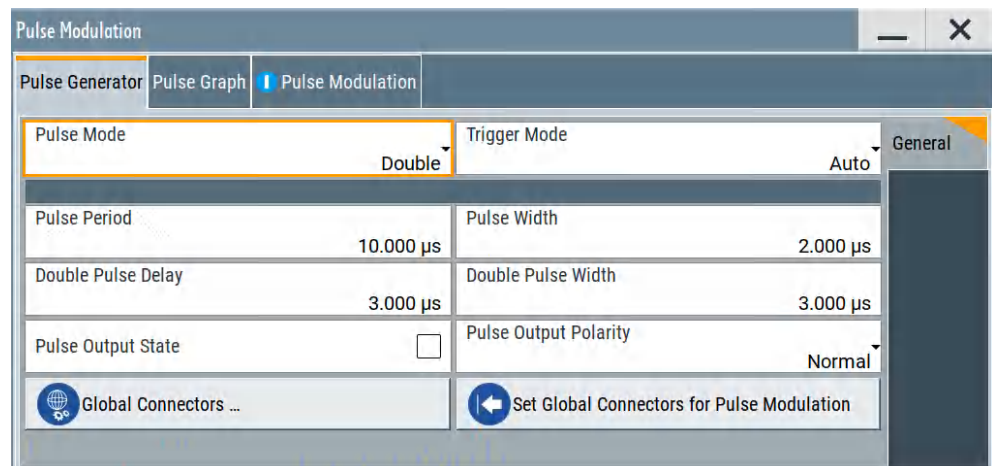 Pulse Modulation
Pulse Generator
Pulse Graph
Pulse Modulation
Pulse Mode
Double
Trigger Mode
Auto
General
Pulse Period
10.000 µs
Pulse Width
2.000 µs
Double Pulse Delay
3.000 µs
Double Pulse Width
3.000 µs
Pulse Output State
Pulse Output Polarity
Normal
Global Connectors ...
Set Global Connectors for Pulse Modulation